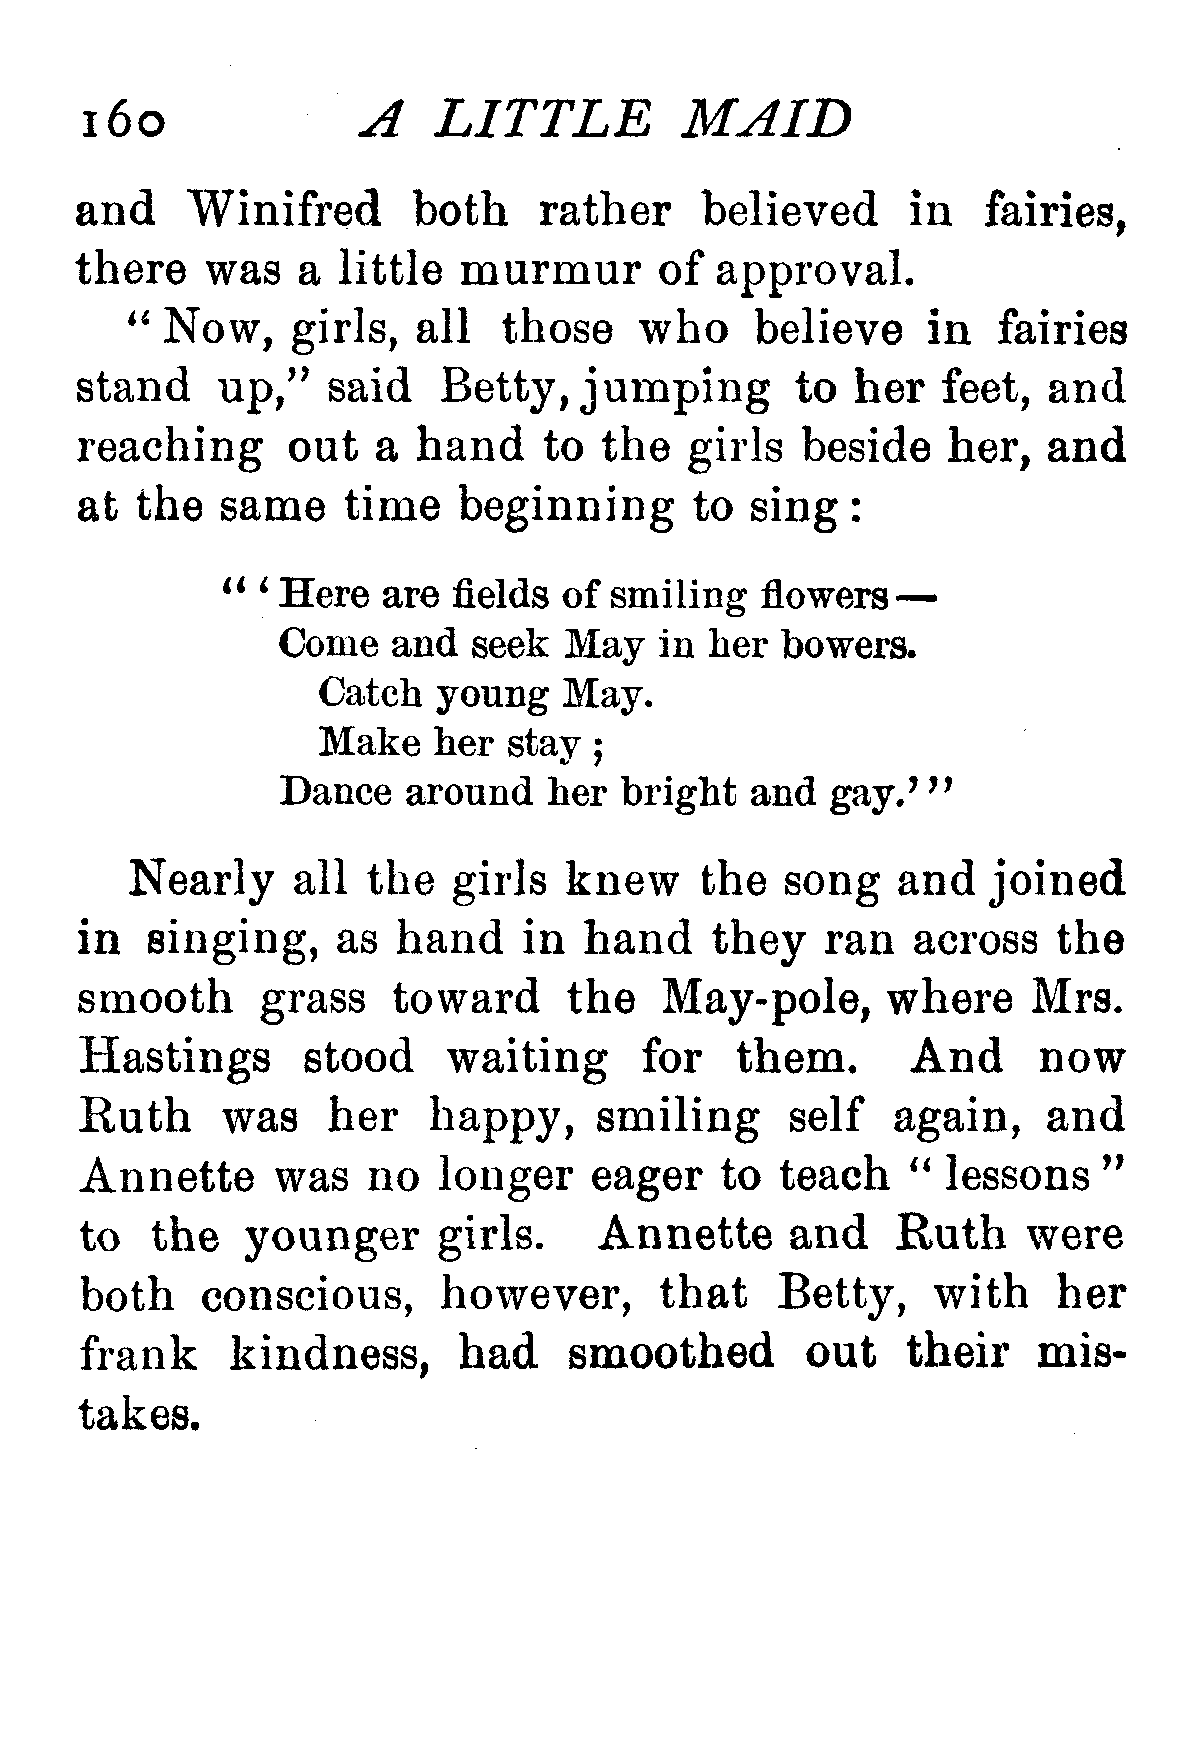 160 A LITTLE MAID
and Winifred both rather believed in fairies,
there was a little murmur of approval.
“ Now, girls, all those who believe in fairies
stand up,” said Betty, jumping to her feet, and
reaching out a hand to the girls beside her, and
at the same time beginning to sing :
“ ‘ Here are fields of smiling flowers—
Come and seek May in her bowers.
Catch young May.
Make her stay ;
Dance around her bright and gay.’ ”
Nearly all the girls knew the song and joined
in singing, as hand in hand they ran across the
smooth grass toward the May-pole, where Mrs.
Hastings stood waiting for them. And now
Ruth was her happy, smiling self again, and
Annette was no longer eager to teach “ lessons ”
to the younger girls. Annette and Ruth were
both conscious, however, that Betty, with her
frank kindness, had smoothed out their mis-
takes.